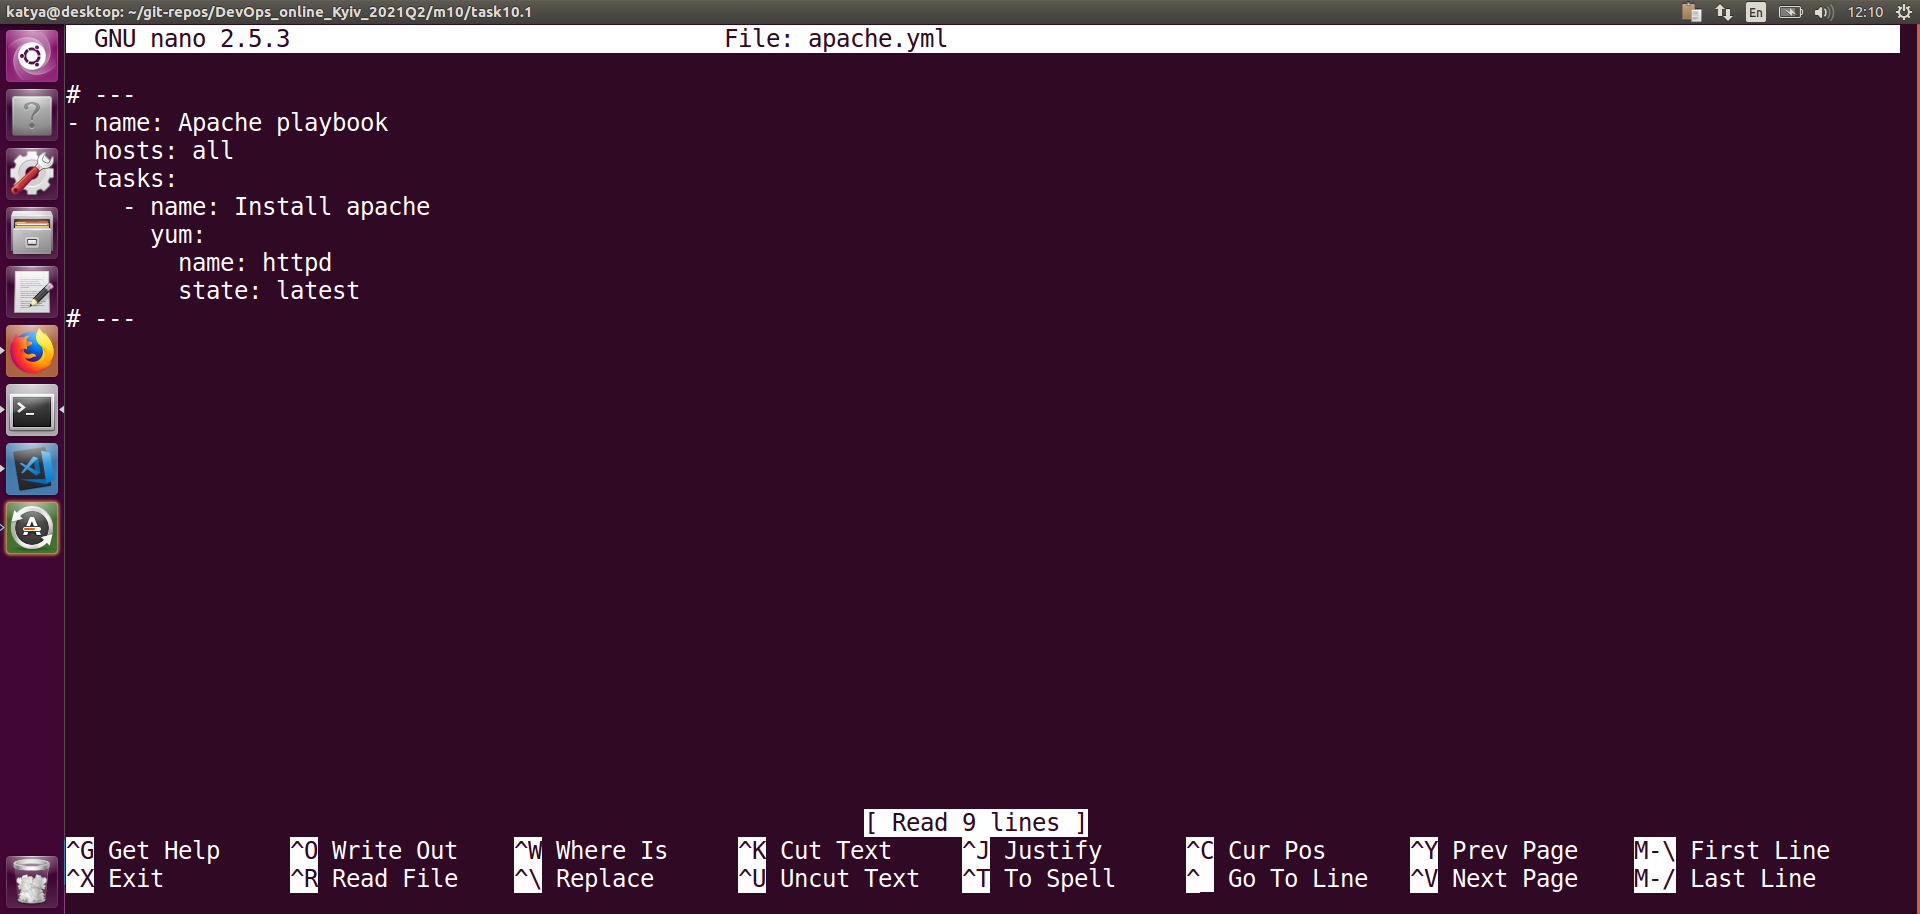 katya@desktop: ~/git-repos/DevOps_online_Kyiv_2021Q2/m10/task10.1 En 12:10
GNU nano 2.5.3 File: apache.yml
# ---
- name: Apache playbook
  hosts: all
  tasks:
    - name: Install apache
      yum:
        name: httpd
        state: latest
# ---
[ Read 9 lines ]
^G Get Help ^O Write Out ^W Where Is ^K Cut Text ^J Justify ^C Cur Pos ^Y Prev Page M-\ First Line
^X Exit ^R Read File ^\ Replace ^U Uncut Text ^T To Spell ^ Go To Line ^V Next Page M-/ Last Line